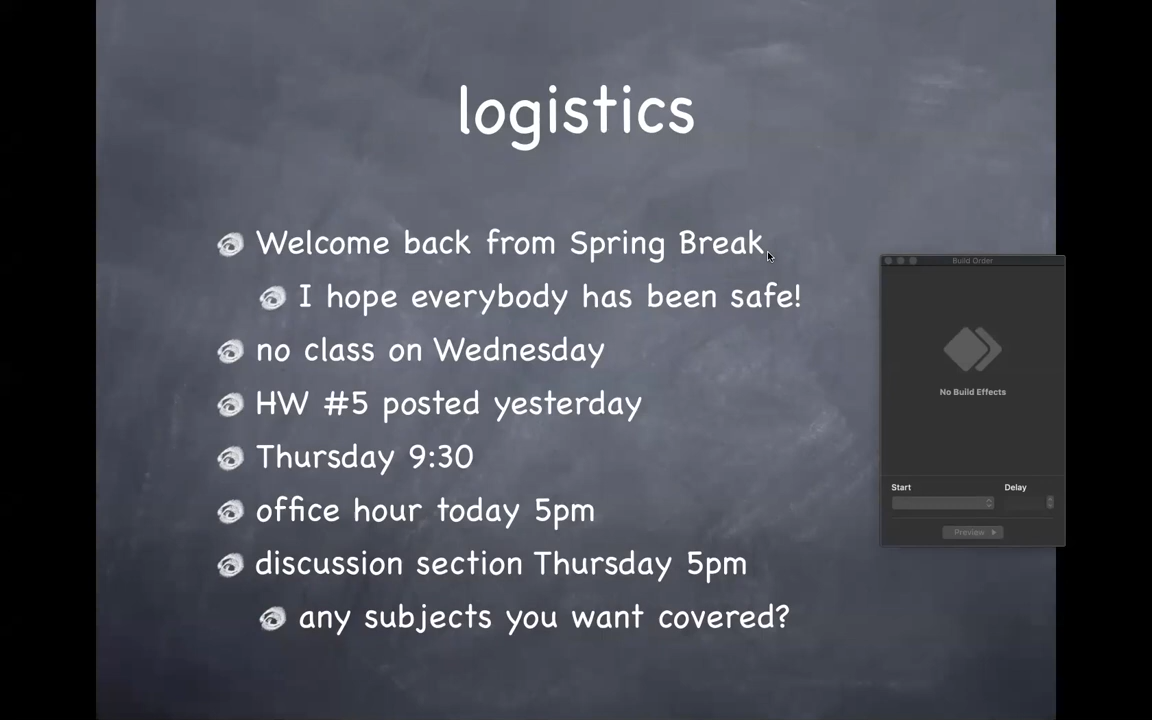 logistics
Welcome back from Spring Break
I hope everybody has been safe!
no class on Wednesday
HW #5 posted yesterday
Thursday 9:30
office hour today 5pm
discussion section Thursday 5pm
any subjects you want covered?
Build Order
No Build Effects
Start Delay
Preview